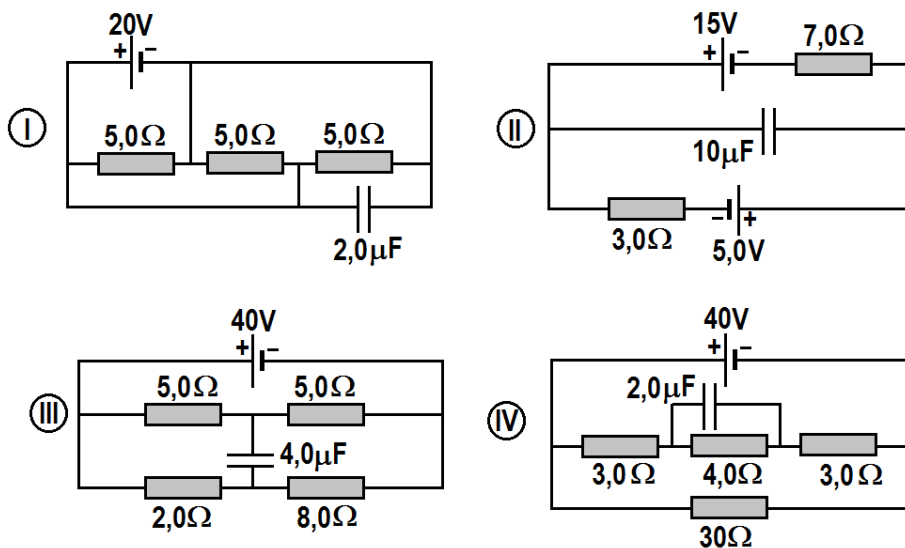 20V
+ −
I
5,0Ω 5,0Ω 5,0Ω
2,0μF
15V
+ −
7,0Ω
II
10μF
− +
3,0Ω
5,0V
40V
+ −
5,0Ω 5,0Ω
III
4,0μF
2,0Ω 8,0Ω
40V
+ −
2,0μF
IV
3,0Ω 4,0Ω 3,0Ω
30Ω